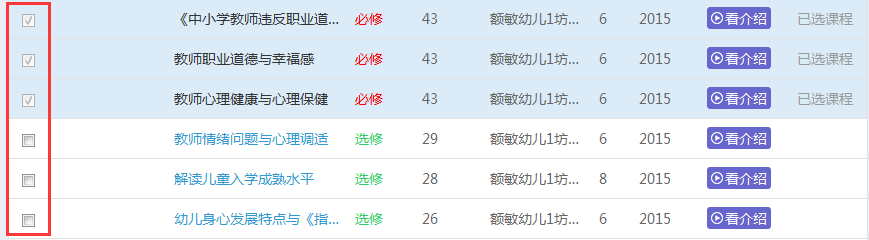 《中小学教师违反职业道... 必修 43 额敏幼儿1坊... 6 2015 看介绍 已选课程
教师职业道德与幸福感 必修 43 额敏幼儿1坊... 6 2015 看介绍 已选课程
教师心理健康与心理保健 必修 43 额敏幼儿1坊... 6 2015 看介绍 已选课程
教师情绪问题与心理调适 选修 29 额敏幼儿1坊... 6 2015 看介绍
解读儿童入学成熟水平 选修 28 额敏幼儿1坊... 8 2015 看介绍
幼儿身心发展特点与《指... 选修 26 额敏幼儿1坊... 6 2015 看介绍